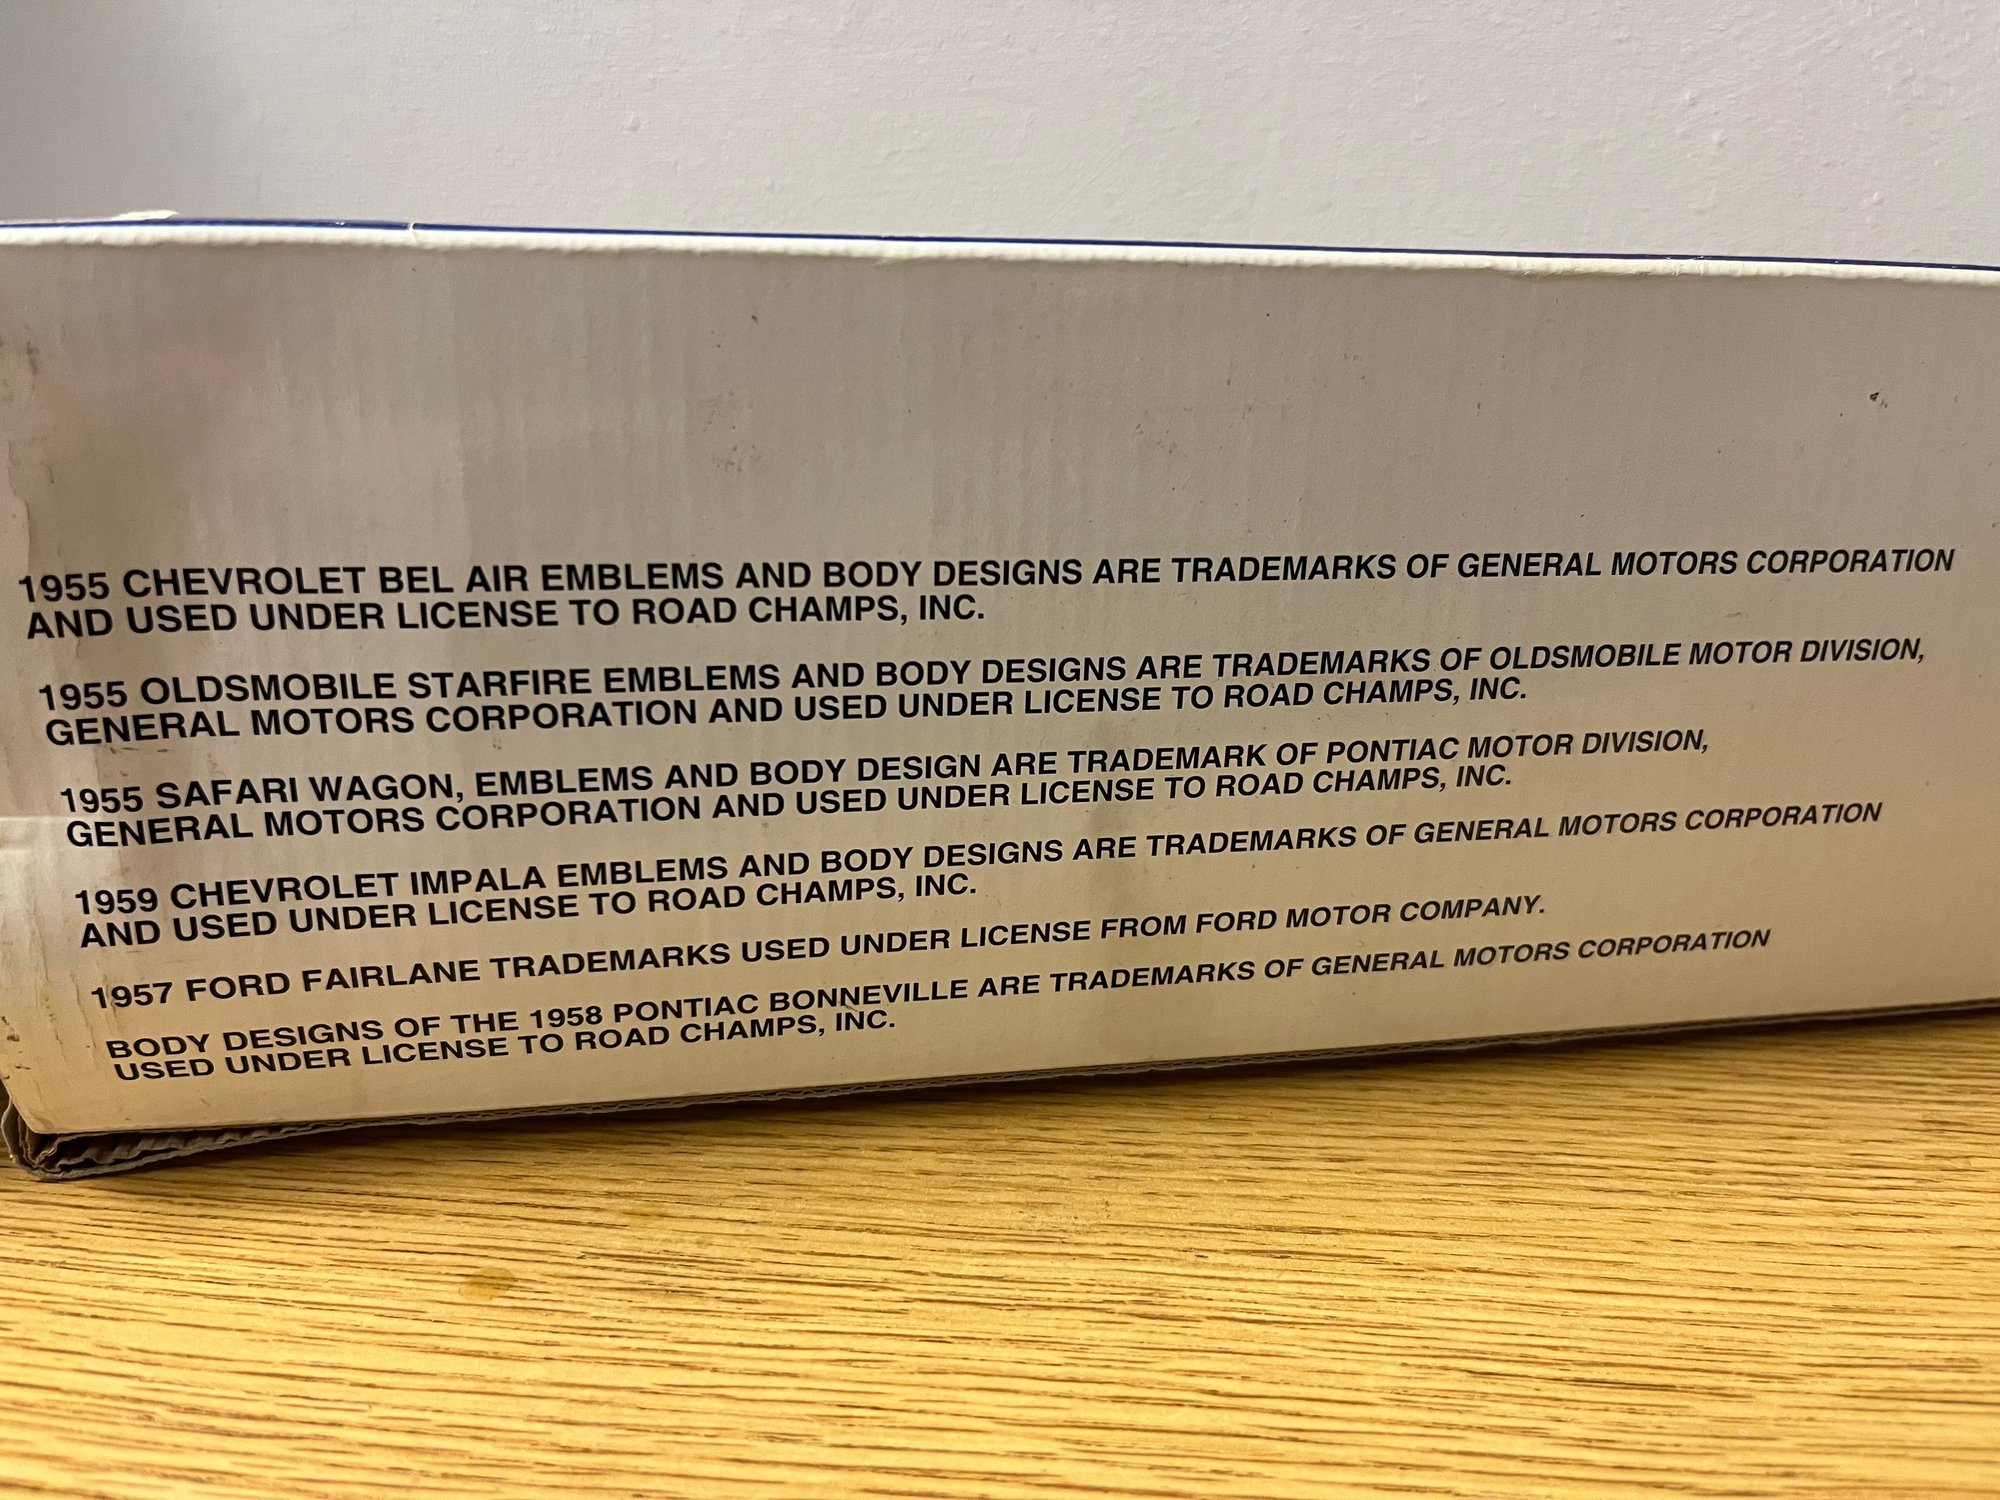 1955 CHEVROLET BEL AIR EMBLEMS AND BODY DESIGNS ARE TRADEMARKS OF GENERAL MOTORS CORPORATION
AND USED UNDER LICENSE TO ROAD CHAMPS, INC.
1955 OLDSMOBILE STARFIRE EMBLEMS AND BODY DESIGNS ARE TRADEMARKS OF OLDSMOBILE MOTOR DIVISION,
GENERAL MOTORS CORPORATION AND USED UNDER LICENSE TO ROAD CHAMPS, INC.
1955 SAFARI WAGON, EMBLEMS AND BODY DESIGN ARE TRADEMARK OF PONTIAC MOTOR DIVISION,
GENERAL MOTORS CORPORATION AND USED UNDER LICENSE TO ROAD CHAMPS, INC.
1959 CHEVROLET IMPALA EMBLEMS AND BODY DESIGNS ARE TRADEMARKS OF GENERAL MOTORS CORPORATION
AND USED UNDER LICENSE TO ROAD CHAMPS, INC.
1957 FORD FAIRLANE TRADEMARKS USED UNDER LICENSE FROM FORD MOTOR COMPANY.
BODY DESIGNS OF THE 1958 PONTIAC BONNEVILLE ARE TRADEMARKS OF GENERAL MOTORS CORPORATION
USED UNDER LICENSE TO ROAD CHAMPS, INC.